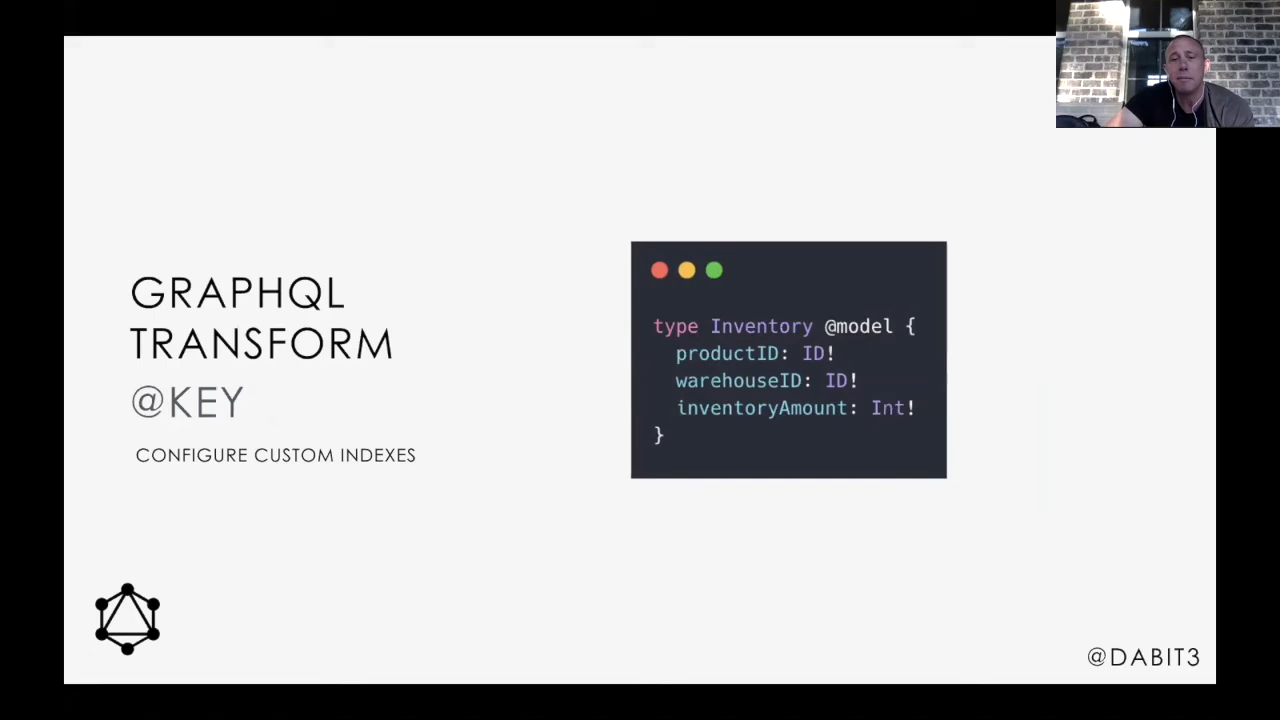 GRAPHQL
TRANSFORM
@KEY
CONFIGURE CUSTOM INDEXES
type Inventory @model {
  productID: ID!
  warehouseID: ID!
  inventoryAmount: Int!
}
@DABIT3